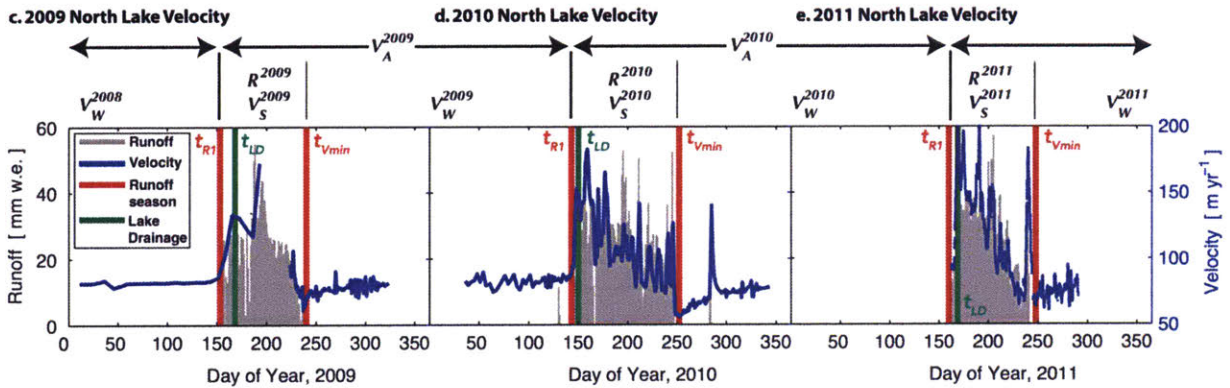 c. 2009 North Lake Velocity d. 2010 North Lake Velocity e. 2011 North Lake Velocity
V_A^2009 V_A^2010
R^2009 R^2010 R^2011
V_W^2008 V_S^2009 V_W^2009 V_S^2010 V_W^2010 V_S^2011 V_W^2011
60 200
t_R1 t_LD t_Vmin t_R1 t_LD t_Vmin t_R1 t_Vmin
Runoff
Velocity
Runoff
season
Lake
Drainage
40 150
20 100
t_LD
0 50
Runoff [ mm w.e. ]
Velocity [ m yr⁻¹ ]
0 50 100 150 200 250 300 350 50 100 150 200 250 300 350 50 100 150 200 250 300 350
Day of Year, 2009 Day of Year, 2010 Day of Year, 2011